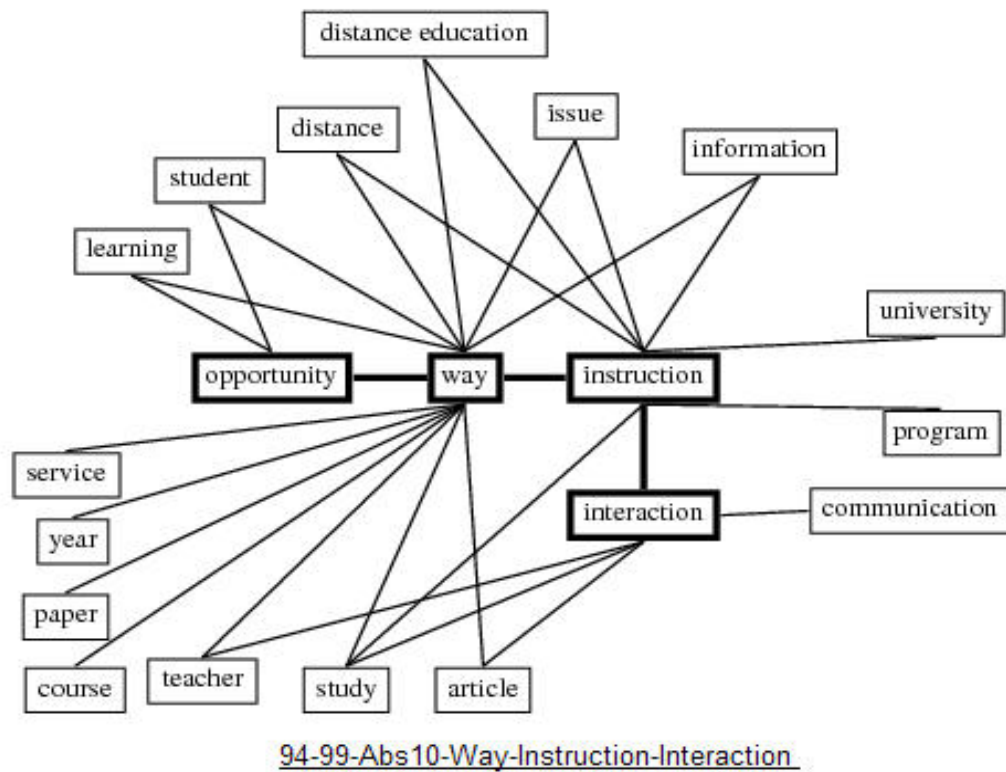 distance education
issue
distance
information
student
learning
university
opportunity
way
instruction
program
service
interaction
communication
year
paper
teacher
course
study
article
94-99-Abs10-Way-Instruction-Interaction